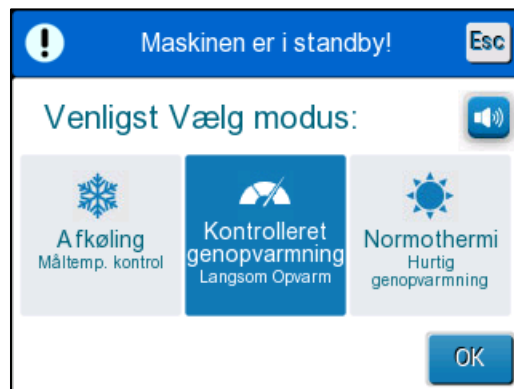 Maskinen er i standby!
Esc
Venligst Vælg modus:
Afkøling
Måltemp. kontrol
Kontrolleret
genopvarmning
Langsom Opvarm
Normothermi
Hurtig
genopvarmning
OK